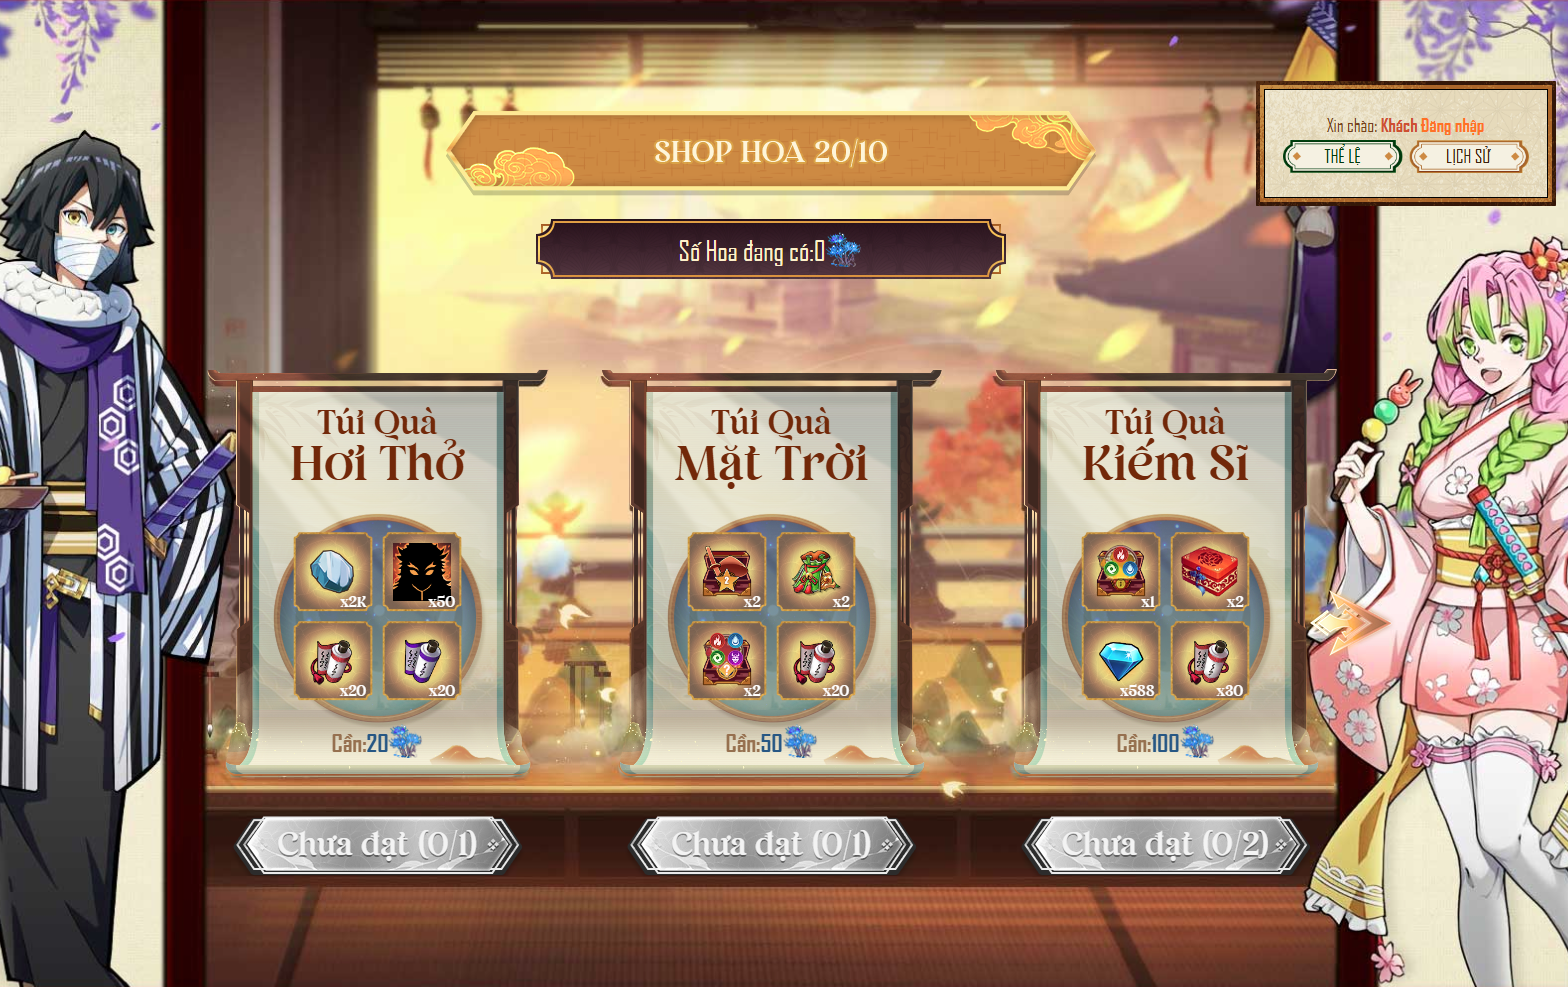 SHOP HOA 20/10
Xin chào: Khách Đăng nhập
THỂ LỆ
LỊCH SỬ
Số Hoa đang có:0
Túi Quà
Hơi Thở
x2K
x50
x20
x20
Cần:20
Chưa đạt (0/1)
Túi Quà
Mặt Trời
x2
x2
x2
x20
Cần:50
Chưa đạt (0/1)
Túi Quà
Kiếm Sĩ
x1
x2
x588
x30
Cần:100
Chưa đạt (0/2)